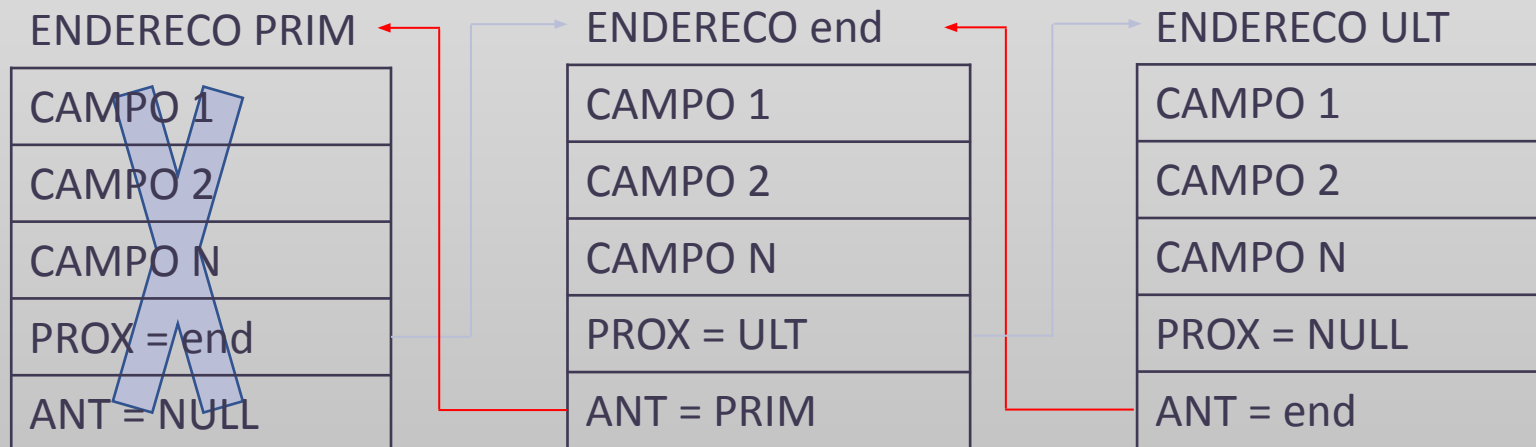 ENDERECO PRIM
CAMPO 1
CAMPO 2
CAMPO N
PROX = end
ANT = NULL
ENDERECO end
CAMPO 1
CAMPO 2
CAMPO N
PROX = ULT
ANT = PRIM
ENDERECO ULT
CAMPO 1
CAMPO 2
CAMPO N
PROX = NULL
ANT = end